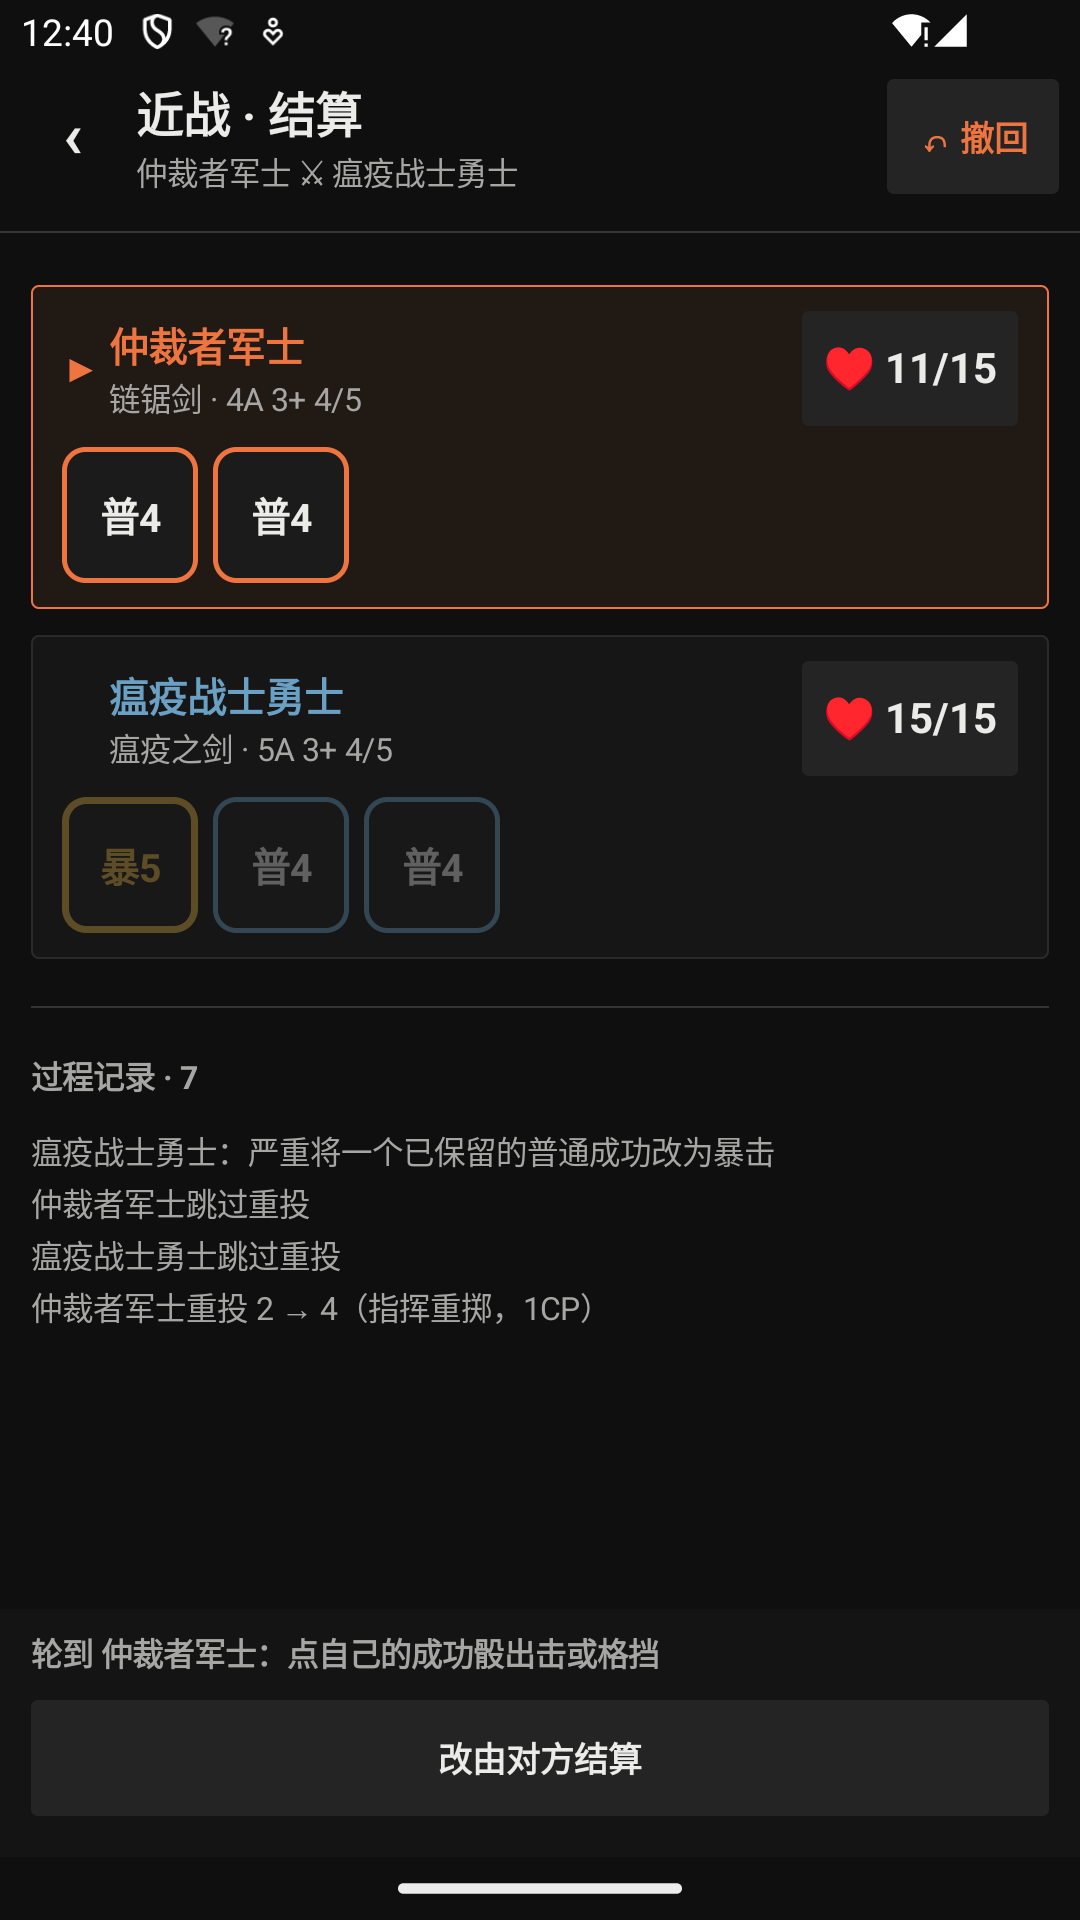 12:40
近战 · 结算
仲裁者军士 ⚔ 瘟疫战士勇士
撤回
仲裁者军士
链锯剑 · 4A 3+ 4/5
11/15
普4
普4
瘟疫战士勇士
瘟疫之剑 · 5A 3+ 4/5
15/15
暴5
普4
普4
过程记录 · 7
瘟疫战士勇士：严重将一个已保留的普通成功改为暴击
仲裁者军士跳过重投
瘟疫战士勇士跳过重投
仲裁者军士重投 2 → 4（指挥重掷，1CP）
轮到 仲裁者军士：点自己的成功骰出击或格挡
改由对方结算